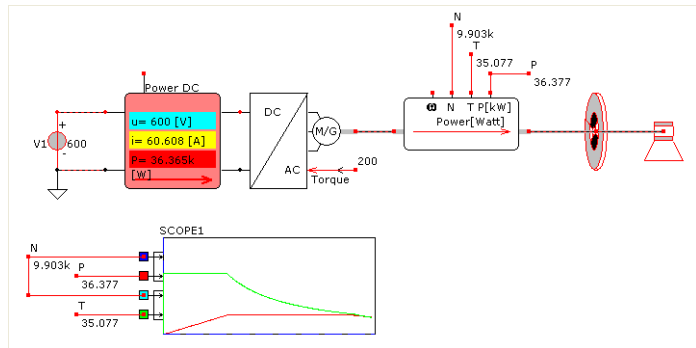 N
9.903k
T
35.077
P
36.377
Power DC
u= 600 [V]
i= 60.608 [A]
P= 36.365k
[W]
V1
+
600
-
DC
AC
M/G
200
Torque
ω N T P[kW]
Power[Watt]
SCOPE1
N
9.903k
P
36.377
T
35.077